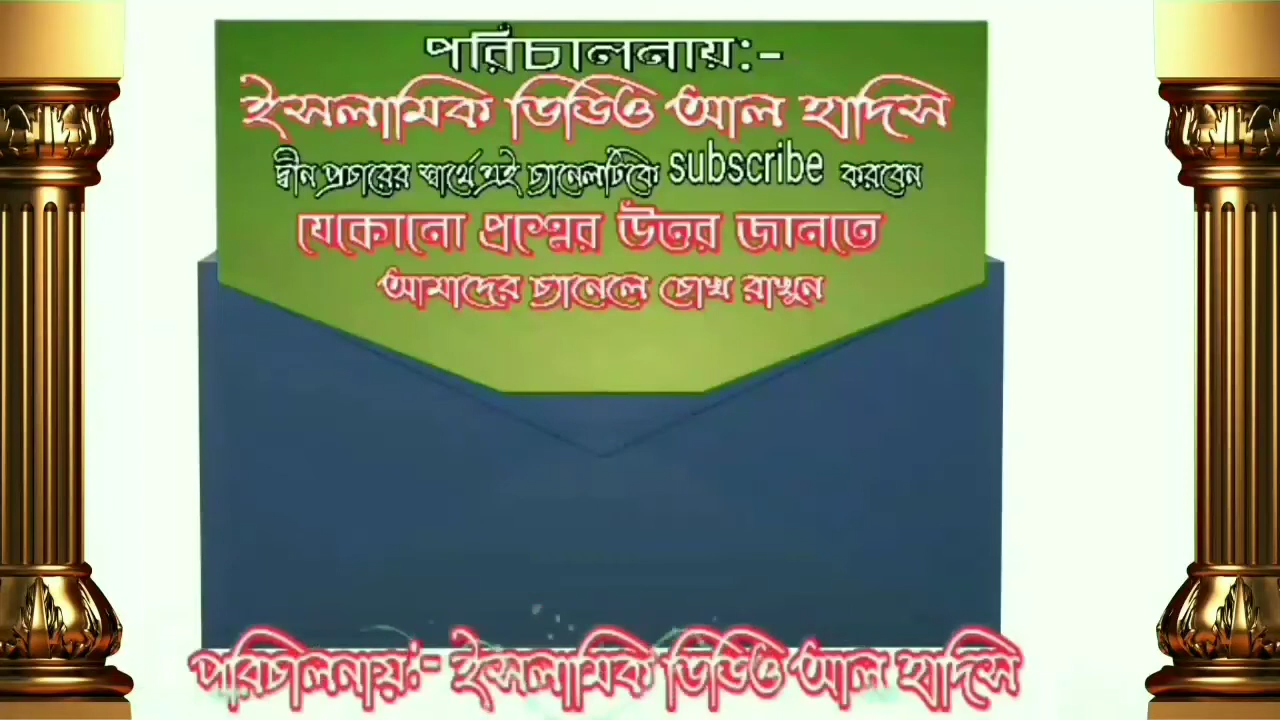 পরিচালনায়:-
ইসলামিক ভিডিও আল হাদিস
দ্বীন প্রচারের স্বার্থে এই চ্যানেলটিকে subscribe করবেন
যেকোনো প্রশ্নের উত্তর জানতে
আমাদের চ্যানেলে চোখ রাখুন
পরিচালনায়:- ইসলামিক ভিডিও আল হাদিস